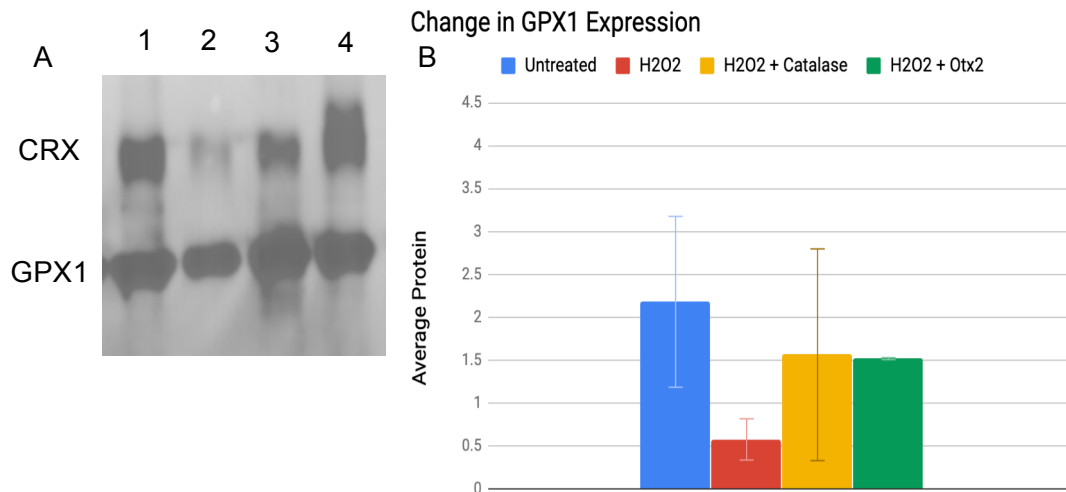 A
1 2 3 4
CRX
GPX1
Change in GPX1 Expression
B
Untreated H2O2 H2O2 + Catalase H2O2 + Otx2
Average Protein
4.5
4
3.5
3
2.5
2
1.5
1
0.5
0